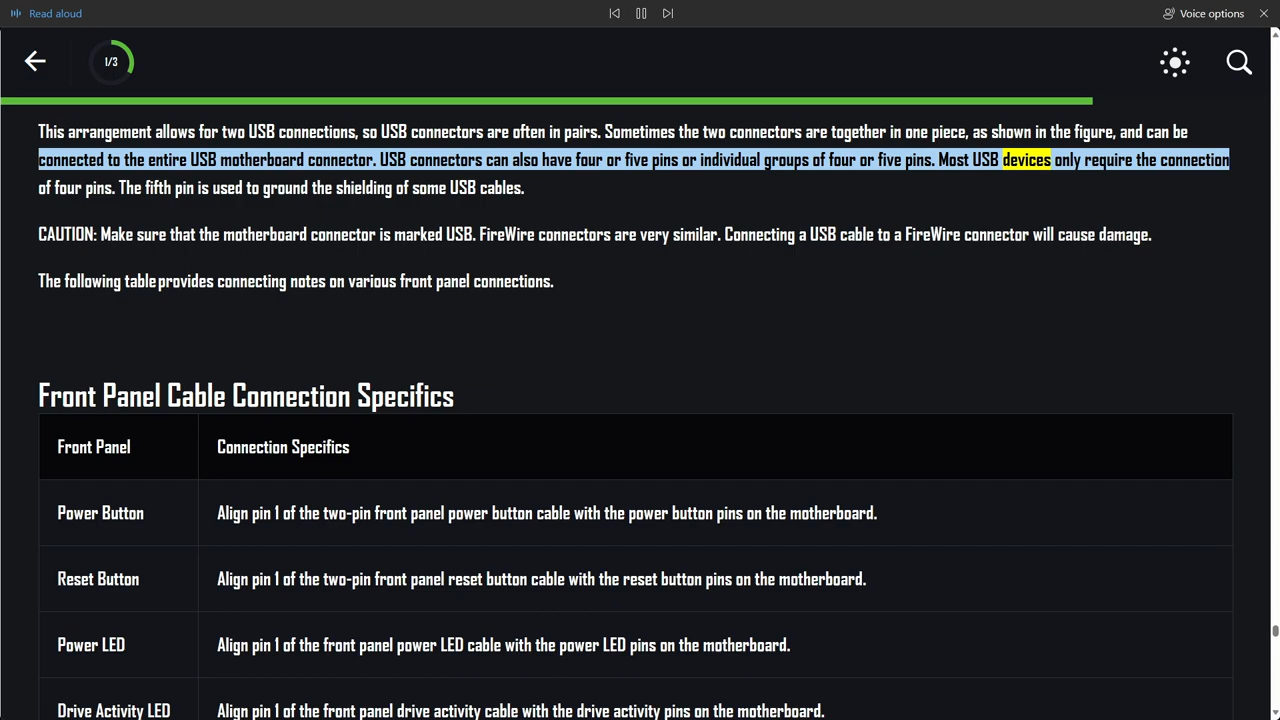 Read aloud
Voice options
1/3
This arrangement allows for two USB connections, so USB connectors are often in pairs. Sometimes the two connectors are together in one piece, as shown in the figure, and can be
connected to the entire USB motherboard connector. USB connectors can also have four or five pins or individual groups of four or five pins. Most USB devices only require the connection
of four pins. The fifth pin is used to ground the shielding of some USB cables.
CAUTION: Make sure that the motherboard connector is marked USB. FireWire connectors are very similar. Connecting a USB cable to a FireWire connector will cause damage.
The following table provides connecting notes on various front panel connections.
Front Panel Cable Connection Specifics
Front Panel Connection Specifics
Power Button Align pin 1 of the two-pin front panel power button cable with the power button pins on the motherboard.
Reset Button Align pin 1 of the two-pin front panel reset button cable with the reset button pins on the motherboard.
Power LED Align pin 1 of the front panel power LED cable with the power LED pins on the motherboard.
Drive Activity LED Align pin 1 of the front panel drive activity cable with the drive activity pins on the motherboard.